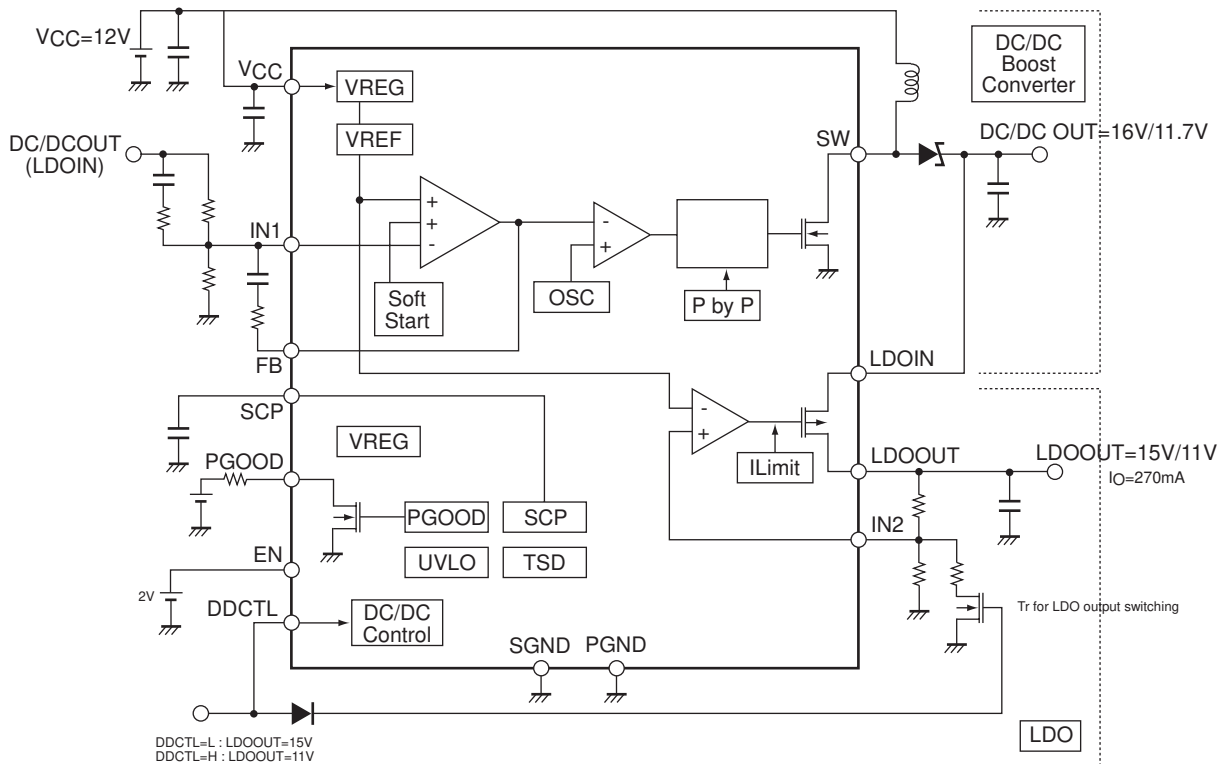 VCC=12V
DC/DC
Boost
Converter
VCC
VREG
DC/DCOUT
(LDOIN)
VREF
SW
DC/DC OUT=16V/11.7V
+
+
-
-
+
IN1
Soft
Start
OSC
P by P
FB
LDOIN
SCP
-
+
VREG
ILimit
LDOOUT
LDOOUT=15V/11V
IO=270mA
PGOOD
PGOOD
SCP
IN2
UVLO
TSD
EN
2V
DDCTL
DC/DC
Control
Tr for LDO output switching
SGND
PGND
LDO
DDCTL=L : LDOOUT=15V
DDCTL=H : LDOOUT=11V